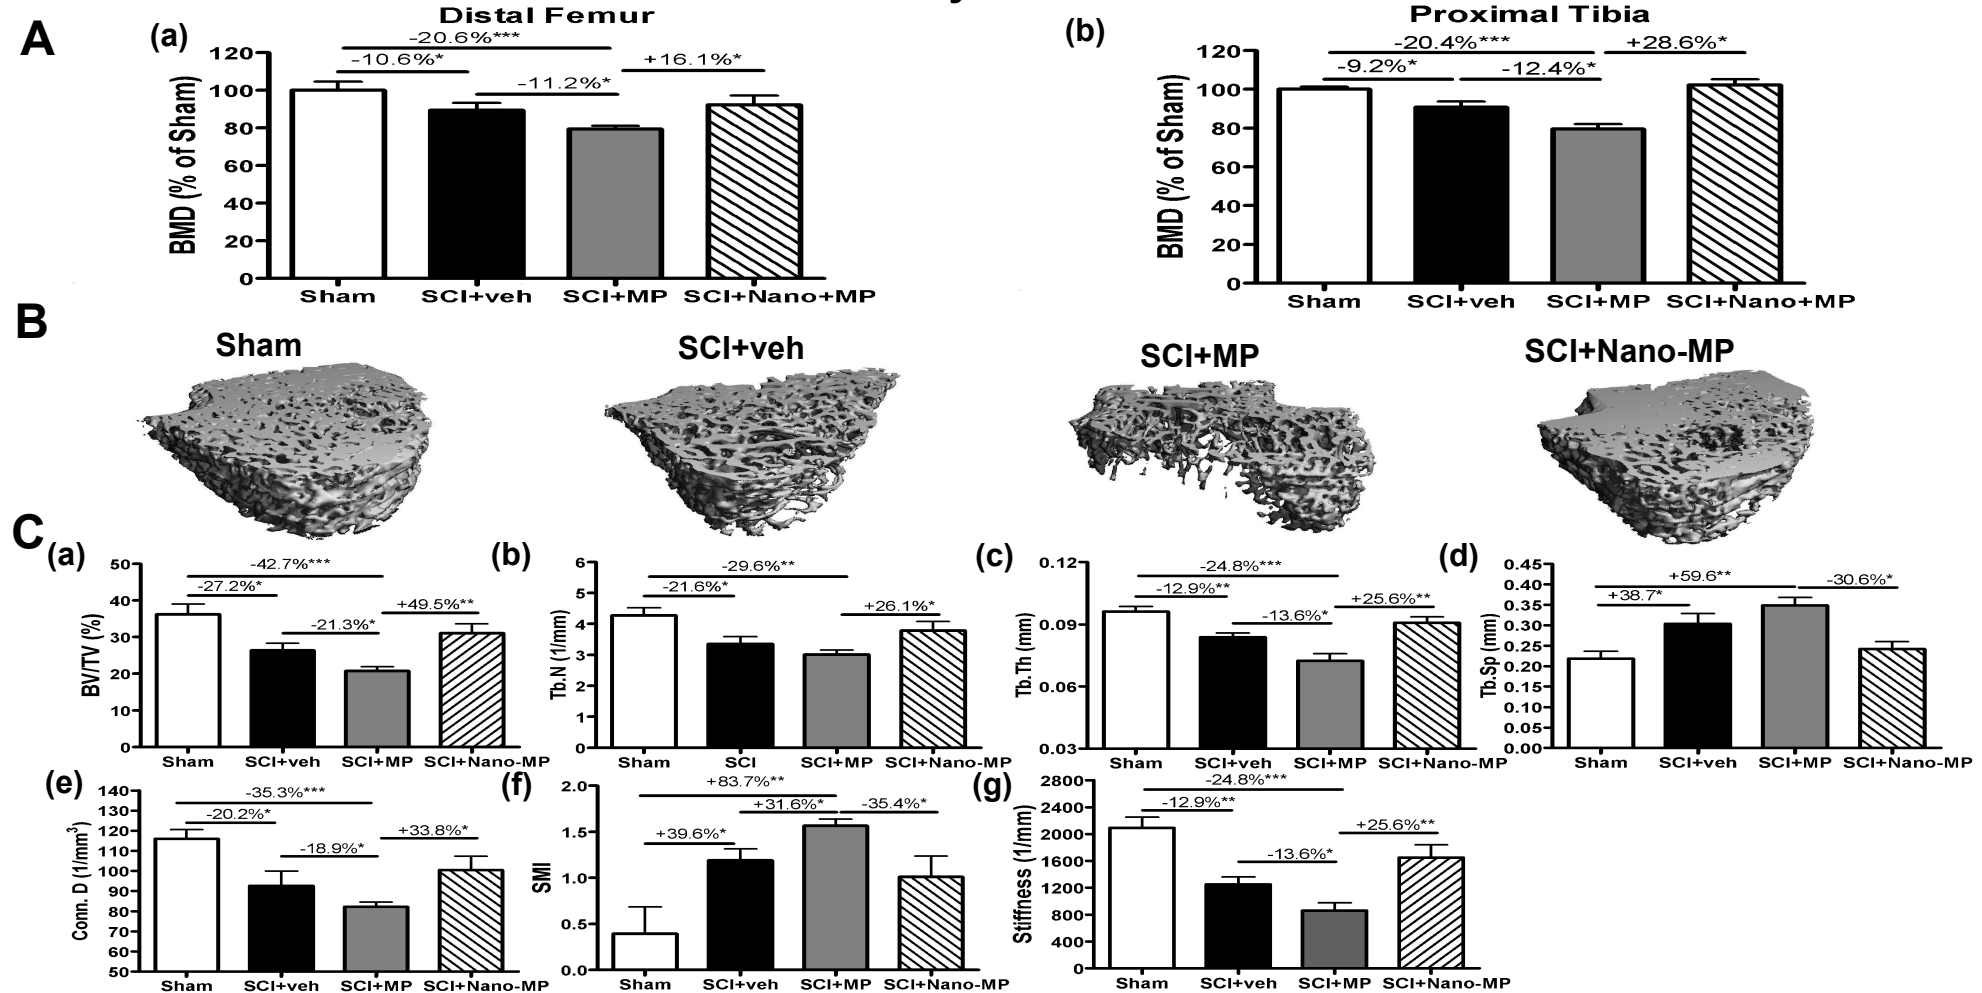 Distal Femur
Proximal Tibia
A
(a)
-20.6%***
-10.6%*
+16.1%*
-11.2%*
120
100
80
60
40
20
0
BMD (% of Sham)
Sham
SCI+veh
SCI+MP
SCI+Nano+MP
(b)
-20.4%***
+28.6%*
-9.2%*
-12.4%*
120
100
80
60
40
20
0
BMD (% of Sham)
Sham
SCI+veh
SCI+MP
SCI+Nano+MP
B
Sham
SCI+veh
SCI+MP
SCI+Nano-MP
C
(a)
-42.7%***
-27.2%*
+49.5%**
-21.3%*
50
40
30
20
10
0
BV/TV (%)
Sham
SCI+veh
SCI+MP
SCI+Nano-MP
(b)
-29.6%**
-21.6%*
+26.1%*
6
5
4
3
2
1
0
Tb.N (1/mm)
Sham
SCI
SCI+MP
SCI+Nano-MP
(c)
-24.8%***
-12.9%**
+25.6%**
-13.6%*
0.12
0.09
0.06
0.03
Tb.Th (mm)
Sham
SCI+veh
SCI+MP
SCI+Nano-MP
(d)
+59.6**
-30.6%*
+38.7*
0.45
0.40
0.35
0.30
0.25
0.20
0.15
0.10
0.05
0.00
Tb.Sp (mm)
Sham
SCI+veh
SCI+MP
SCI+Nano-MP
(e)
-35.3%***
-20.2%*
+33.8%*
-18.9%*
140
130
120
110
100
90
80
70
60
50
Conn. D (1/mm³)
Sham
SCI+veh
SCI+MP
SCI+Nano-MP
(f)
+83.7%**
+31.6%*
-35.4%*
+39.6%*
2.0
1.5
1.0
0.5
0.0
SMI
Sham
SCI+veh
SCI+MP
SCI+Nano-MP
(g)
-24.8%***
-12.9%**
+25.6%**
-13.6%*
2800
2400
2000
1600
1200
800
400
0
Stiffness (1/mm)
Sham
SCI+veh
SCI+MP
SCI+Nano-MP